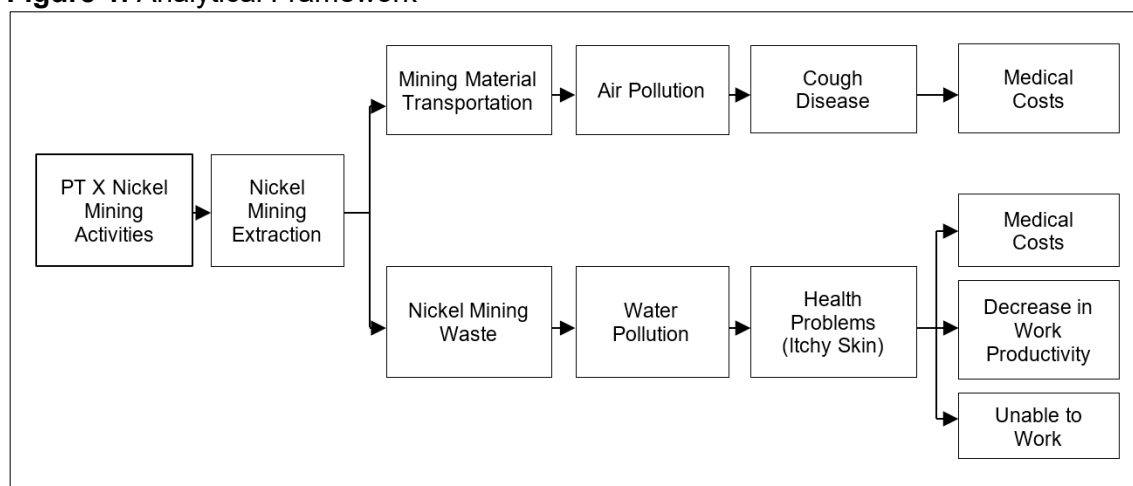 Figure Analytical Framework
Mining Material
Transportation
Air Pollution
Cough
Disease
Medical
Costs
PT X Nickel
Mining
Activities
Nickel
Mining
Extraction
Nickel Mining
Waste
Water
Pollution
Health
Problems
(Itchy Skin)
Medical
Costs
Decrease in
Work
Productivity
Unable to
Work